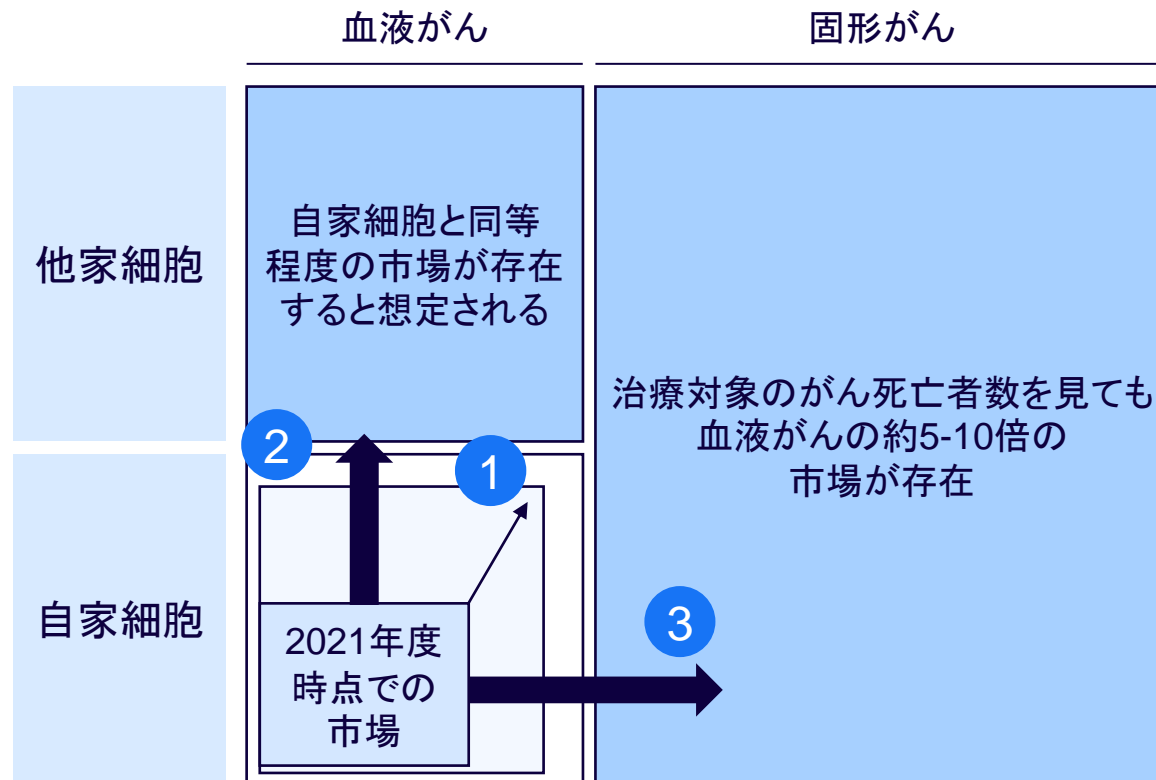 血液がん
固形がん
他家細胞
自家細胞と同等
程度の市場が存在
すると想定される
治療対象のがん死亡者数を見ても
血液がんの約5-10倍の
市場が存在
2
1
自家細胞
2021年度
時点での
市場
3